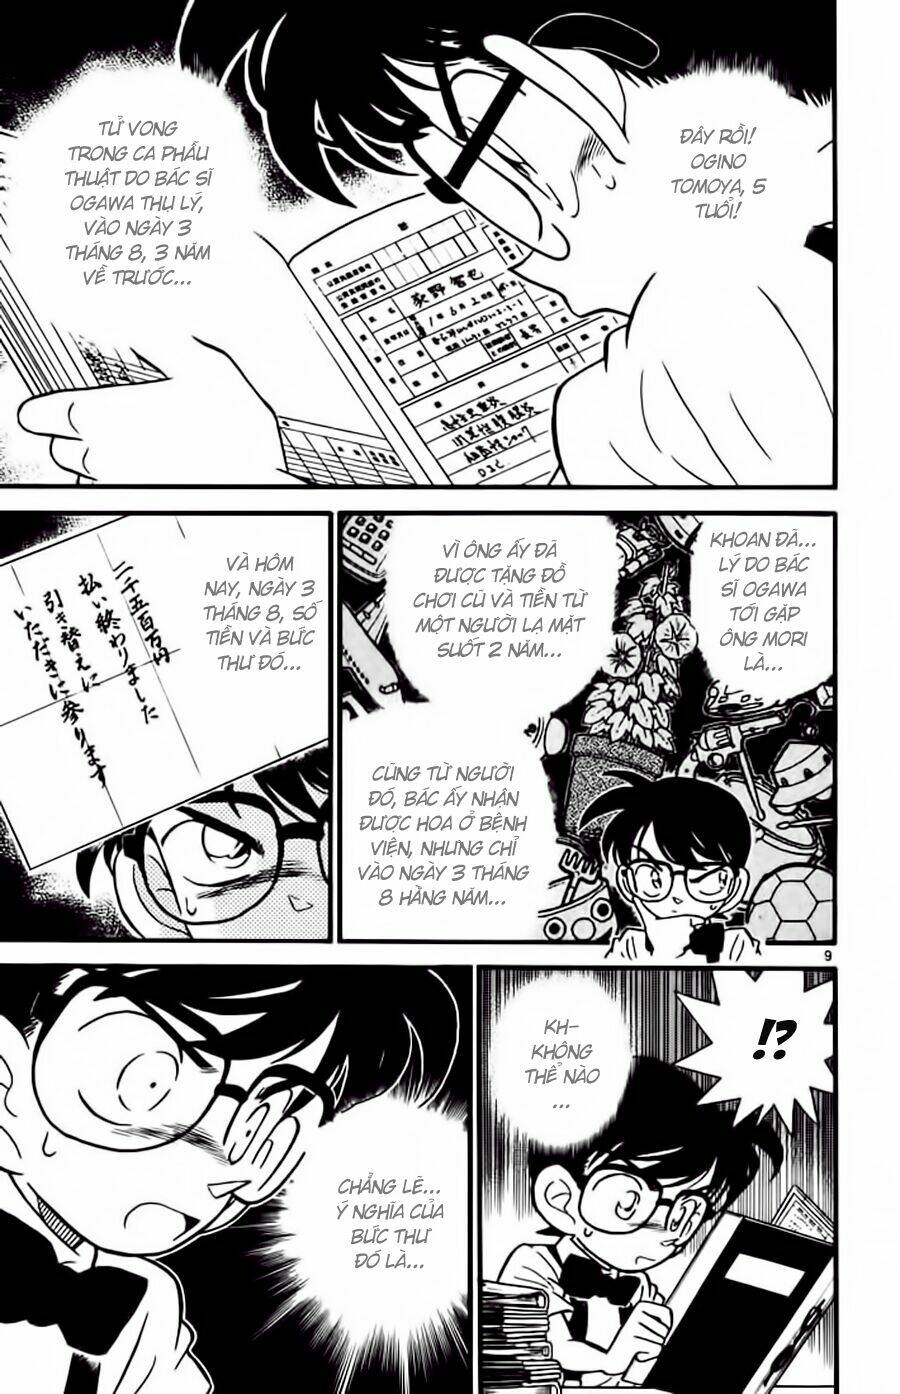 ĐÂY RỒI!
OGINO
TOMOYA, 5
TUỔI!
TỬ VONG
TRONG CA PHẪU
THUẬT DO BÁC SĨ
OGAWA THỤ LÝ,
VÀO NGÀY 3
THÁNG 8, 3 NĂM
VỀ TRƯỚC...
荻野智也
KHOAN ĐÃ...
LÝ DO BÁC
SĨ OGAWA
TỚI GẶP
ÔNG MORI
LÀ...
VÌ ÔNG ẤY ĐÃ
ĐƯỢC TẶNG ĐỒ
CHƠI CŨ VÀ TIỀN TỪ
MỘT NGƯỜI LẠ MẶT
SUỐT 2 NĂM...
CŨNG TỪ NGƯỜI
ĐÓ, BÁC ẤY NHẬN
ĐƯỢC HOA Ở BỆNH
VIỆN, NHƯNG CHỈ
VÀO NGÀY 3 THÁNG
8 HẰNG NĂM...
VÀ HÔM
NAY, NGÀY 3
THÁNG 8, SỐ
TIỀN VÀ BỨC
THƯ ĐÓ...
二千五百万円
払い終わりました
引き替えに
いただきに参ります
9
!?
KH-
KHÔNG
THỂ NÀO
...
CHẲNG LẼ...
Ý NGHĨA CỦA
BỨC THƯ
ĐÓ LÀ...